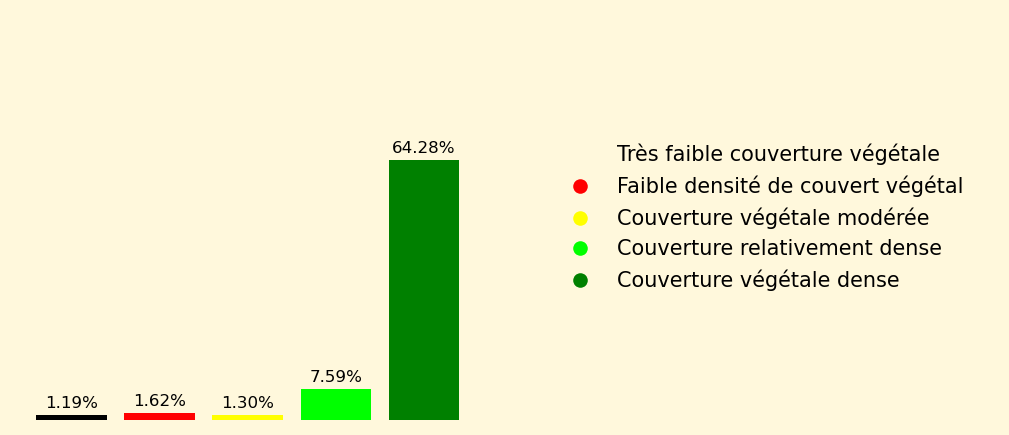 64.28%
7.59%
1.62%
1.19%
1.30%
Très faible couverture végétale
Faible densité de couvert végétal
Couverture végétale modérée
Couverture relativement dense
Couverture végétale dense